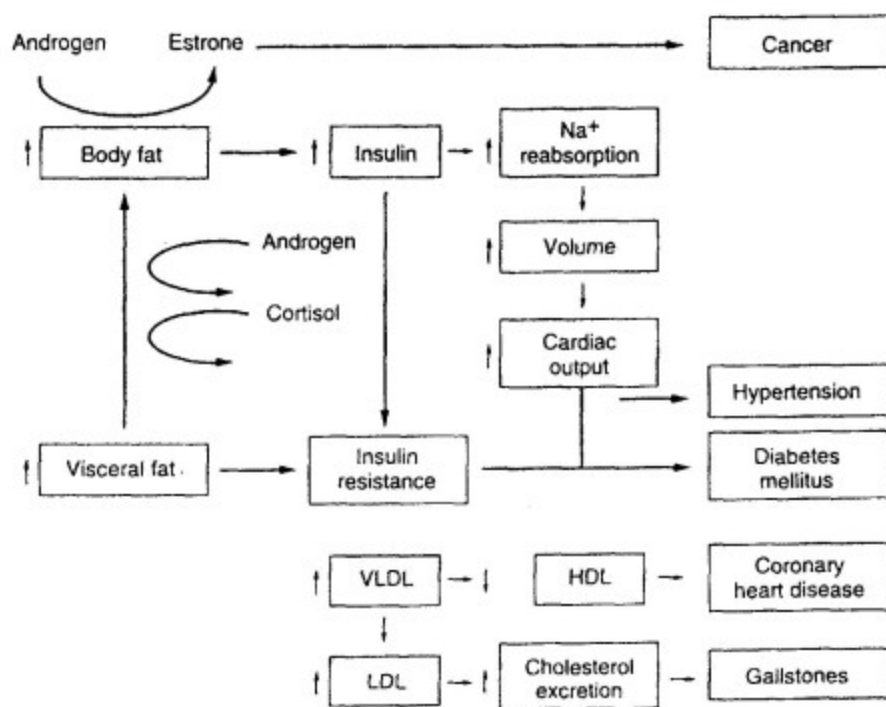 Androgen Estrone
Cancer
↑ Body fat
↑ Insulin
↑ Na+
reabsorption
Androgen
↑ Volume
Cortisol
↑ Cardiac
output
Hypertension
↑ Visceral fat
Insulin
resistance
Diabetes
mellitus
↑ VLDL
↓ HDL
Coronary
heart disease
↑ LDL
↑ Cholesterol
excretion
Gallstones